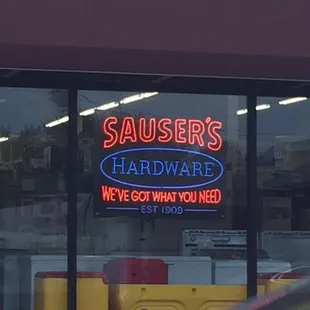 SAUSER'S
HARDWARE
WE'VE GOT WHAT YOU NEED
EST 1909